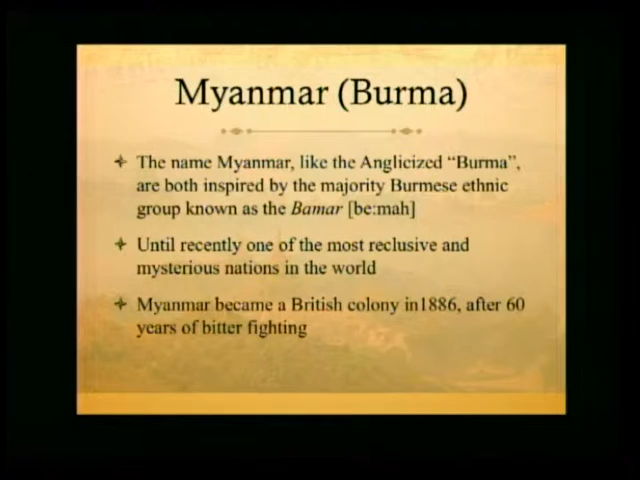 Myanmar (Burma)
The name Myanmar, like the Anglicized “Burma”,
are both inspired by the majority Burmese ethnic
group known as the Bamar [be:mah]
Until recently one of the most reclusive and
mysterious nations in the world
Myanmar became a British colony in1886, after 60
years of bitter fighting